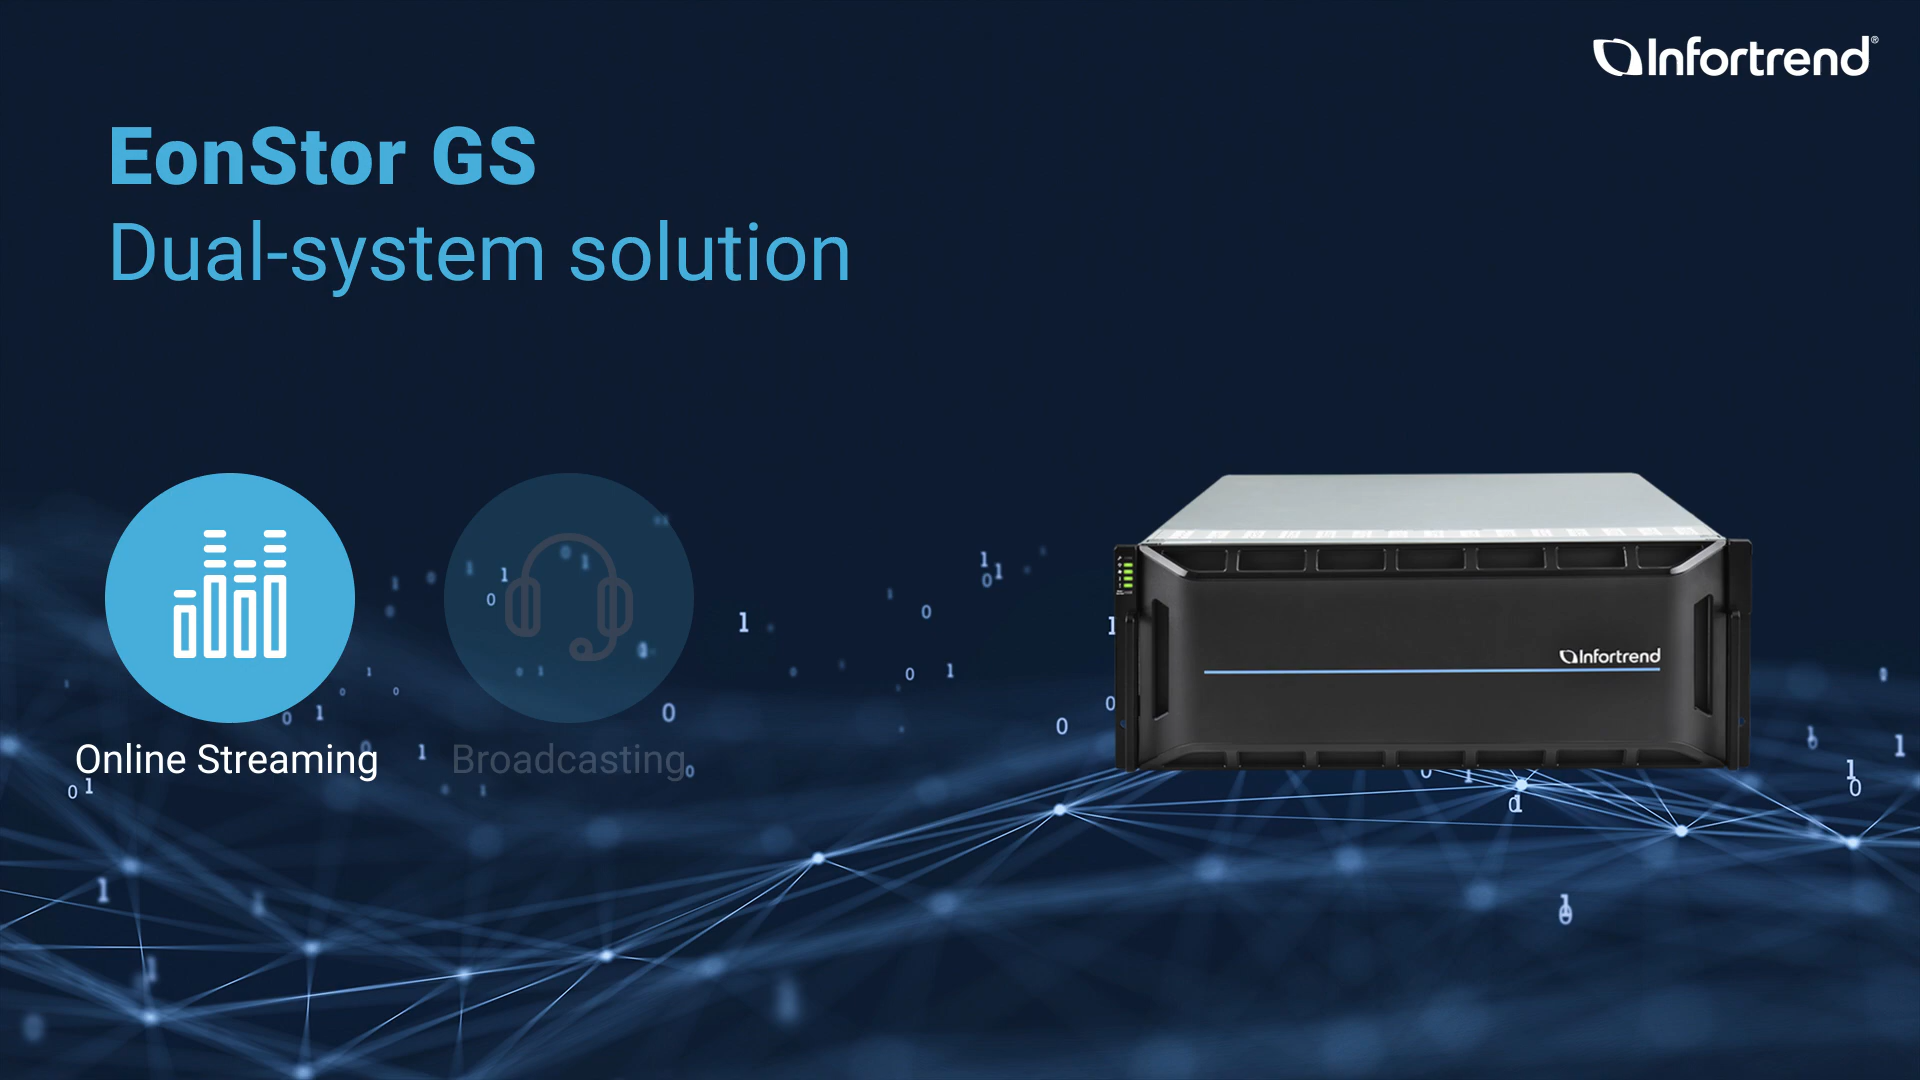 Infortrend®
EonStor GS
Dual-system solution
Online Streaming
Broadcasting
Infortrend